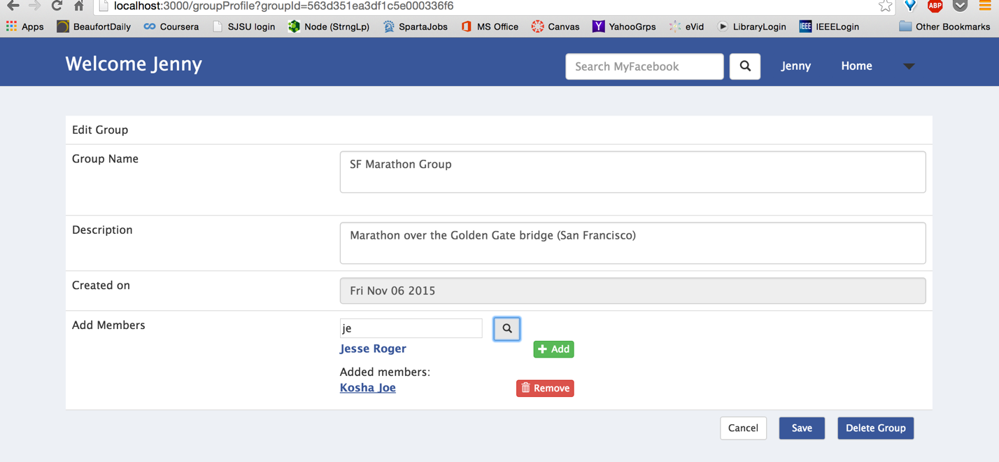 localhost:3000/groupProfile?groupId=563d351ea3df1c5e000336f6
ABP
Apps BeaufortDaily Coursera SJSU login Node (StrngLp) SpartaJobs MS Office Canvas Y YahooGrps eVid LibraryLogin IEEE IEEELogin Other Bookmarks
Welcome Jenny Search MyFacebook Jenny Home
Edit Group
Group Name SF Marathon Group
Description Marathon over the Golden Gate bridge (San Francisco)
Created on Fri Nov 06 2015
Add Members je
Jesse Roger + Add
Added members:
Kosha Joe Remove
Cancel Save Delete Group